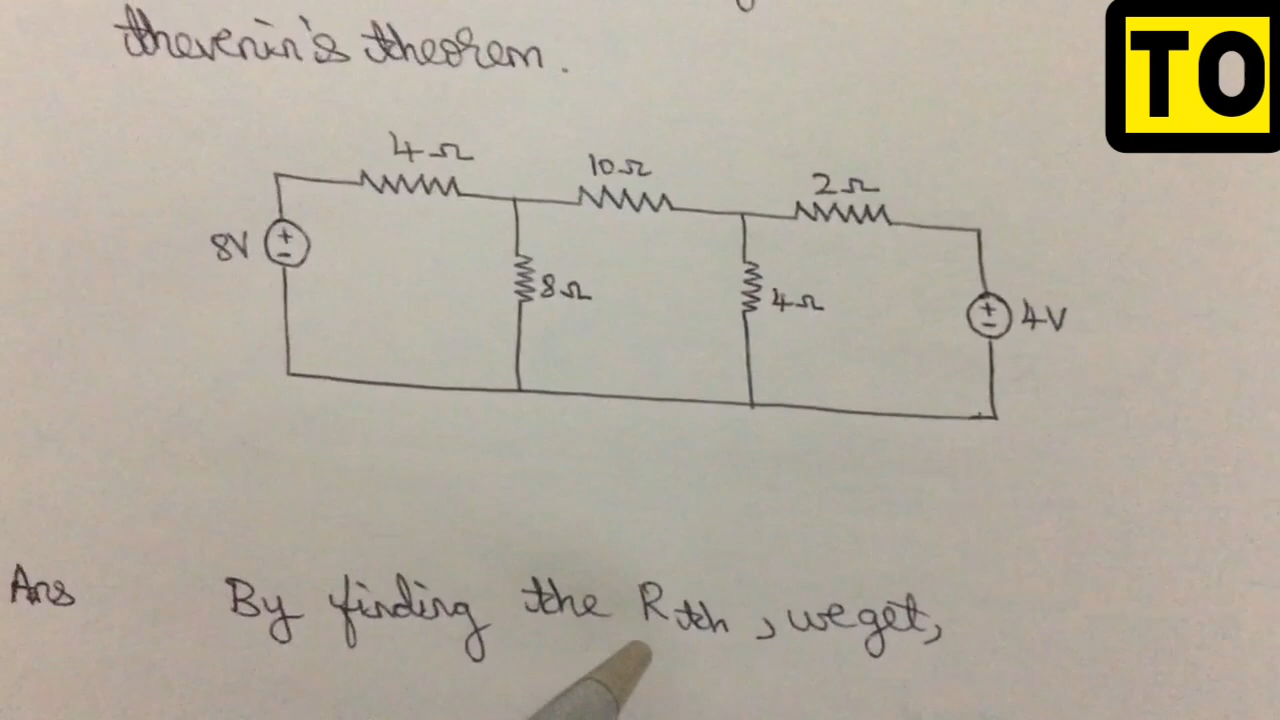 thevenin's theorem.
TO
4Ω
10Ω
2Ω
8V
+
-
8Ω
4Ω
+
-
4V
Ans By finding the Rth, we get,